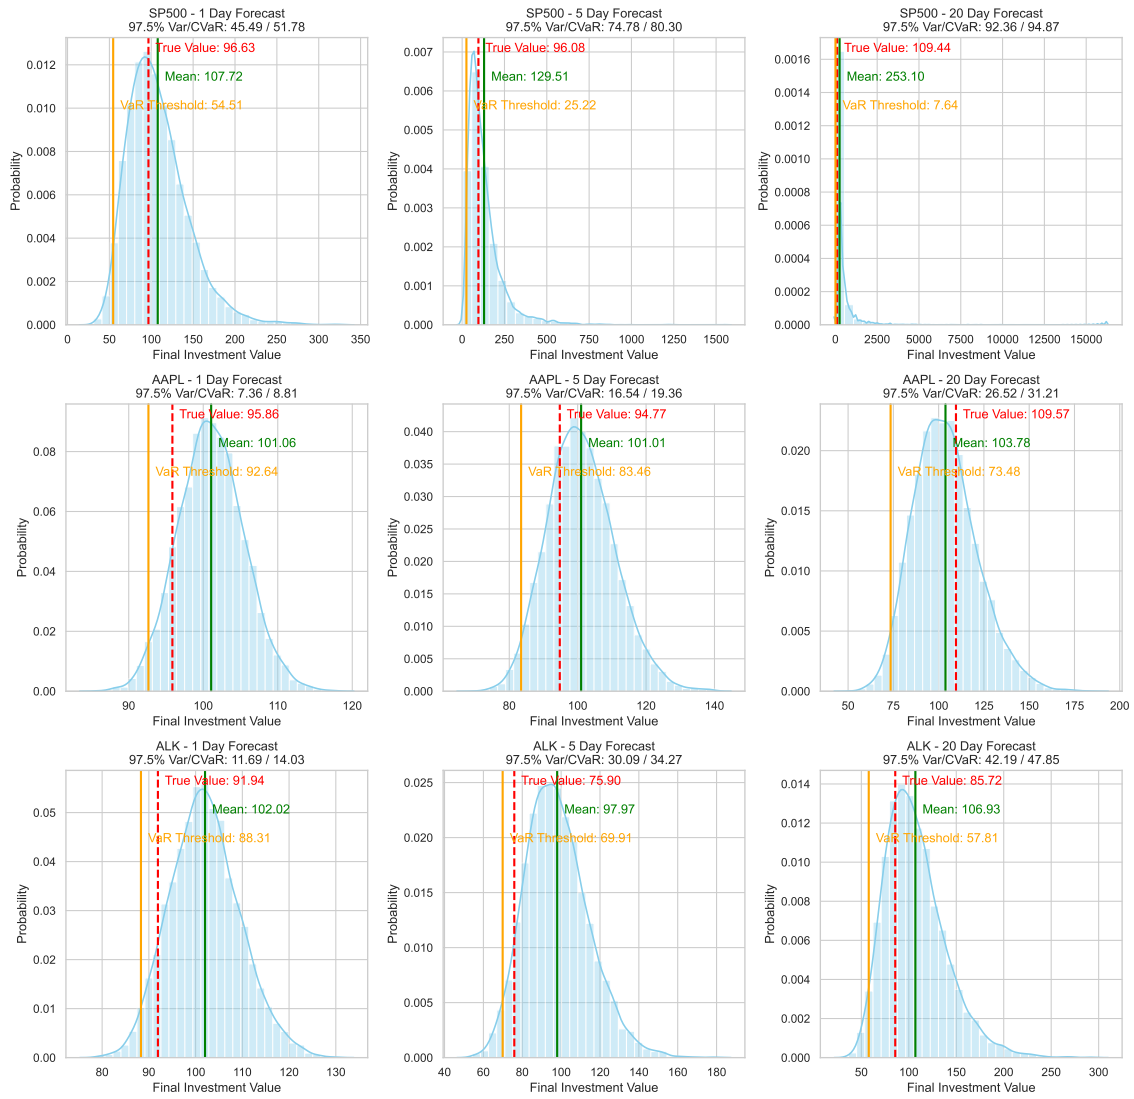 SP500 - 1 Day Forecast
97.5% Var/CVaR: 45.49 / 51.78
True Value: 96.63
Mean: 107.72
VaR Threshold: 54.51
Probability
0.012
0.010
0.008
0.006
0.004
0.002
0.000
0 50 100 150 200 250 300 350
Final Investment Value
SP500 - 5 Day Forecast
97.5% Var/CVaR: 74.78 / 80.30
True Value: 96.08
Mean: 129.51
VaR Threshold: 25.22
Probability
0.007
0.006
0.005
0.004
0.003
0.002
0.001
0.000
0 250 500 750 1000 1250 1500
Final Investment Value
SP500 - 20 Day Forecast
97.5% Var/CVaR: 92.36 / 94.87
True Value: 109.44
Mean: 253.10
VaR Threshold: 7.64
Probability
0.0016
0.0014
0.0012
0.0010
0.0008
0.0006
0.0004
0.0002
0.0000
0 2500 5000 7500 10000 12500 15000
Final Investment Value
AAPL - 1 Day Forecast
97.5% Var/CVaR: 7.36 / 8.81
True Value: 95.86
Mean: 101.06
VaR Threshold: 92.64
Probability
0.08
0.06
0.04
0.02
0.00
90 100 110 120
Final Investment Value
AAPL - 5 Day Forecast
97.5% Var/CVaR: 16.54 / 19.36
True Value: 94.77
Mean: 101.01
VaR Threshold: 83.46
Probability
0.040
0.035
0.030
0.025
0.020
0.015
0.010
0.005
0.000
80 100 120 140
Final Investment Value
AAPL - 20 Day Forecast
97.5% Var/CVaR: 26.52 / 31.21
True Value: 109.57
Mean: 103.78
VaR Threshold: 73.48
Probability
0.020
0.015
0.010
0.005
0.000
50 75 100 125 150 175 200
Final Investment Value
ALK - 1 Day Forecast
97.5% Var/CVaR: 11.69 / 14.03
True Value: 91.94
Mean: 102.02
VaR Threshold: 88.31
Probability
0.05
0.04
0.03
0.02
0.01
0.00
80 90 100 110 120 130
Final Investment Value
ALK - 5 Day Forecast
97.5% Var/CVaR: 30.09 / 34.27
True Value: 75.90
Mean: 97.97
VaR Threshold: 69.91
Probability
0.025
0.020
0.015
0.010
0.005
0.000
40 60 80 100 120 140 160 180
Final Investment Value
ALK - 20 Day Forecast
97.5% Var/CVaR: 42.19 / 47.85
True Value: 85.72
Mean: 106.93
VaR Threshold: 57.81
Probability
0.014
0.012
0.010
0.008
0.006
0.004
0.002
0.000
50 100 150 200 250 300
Final Investment Value